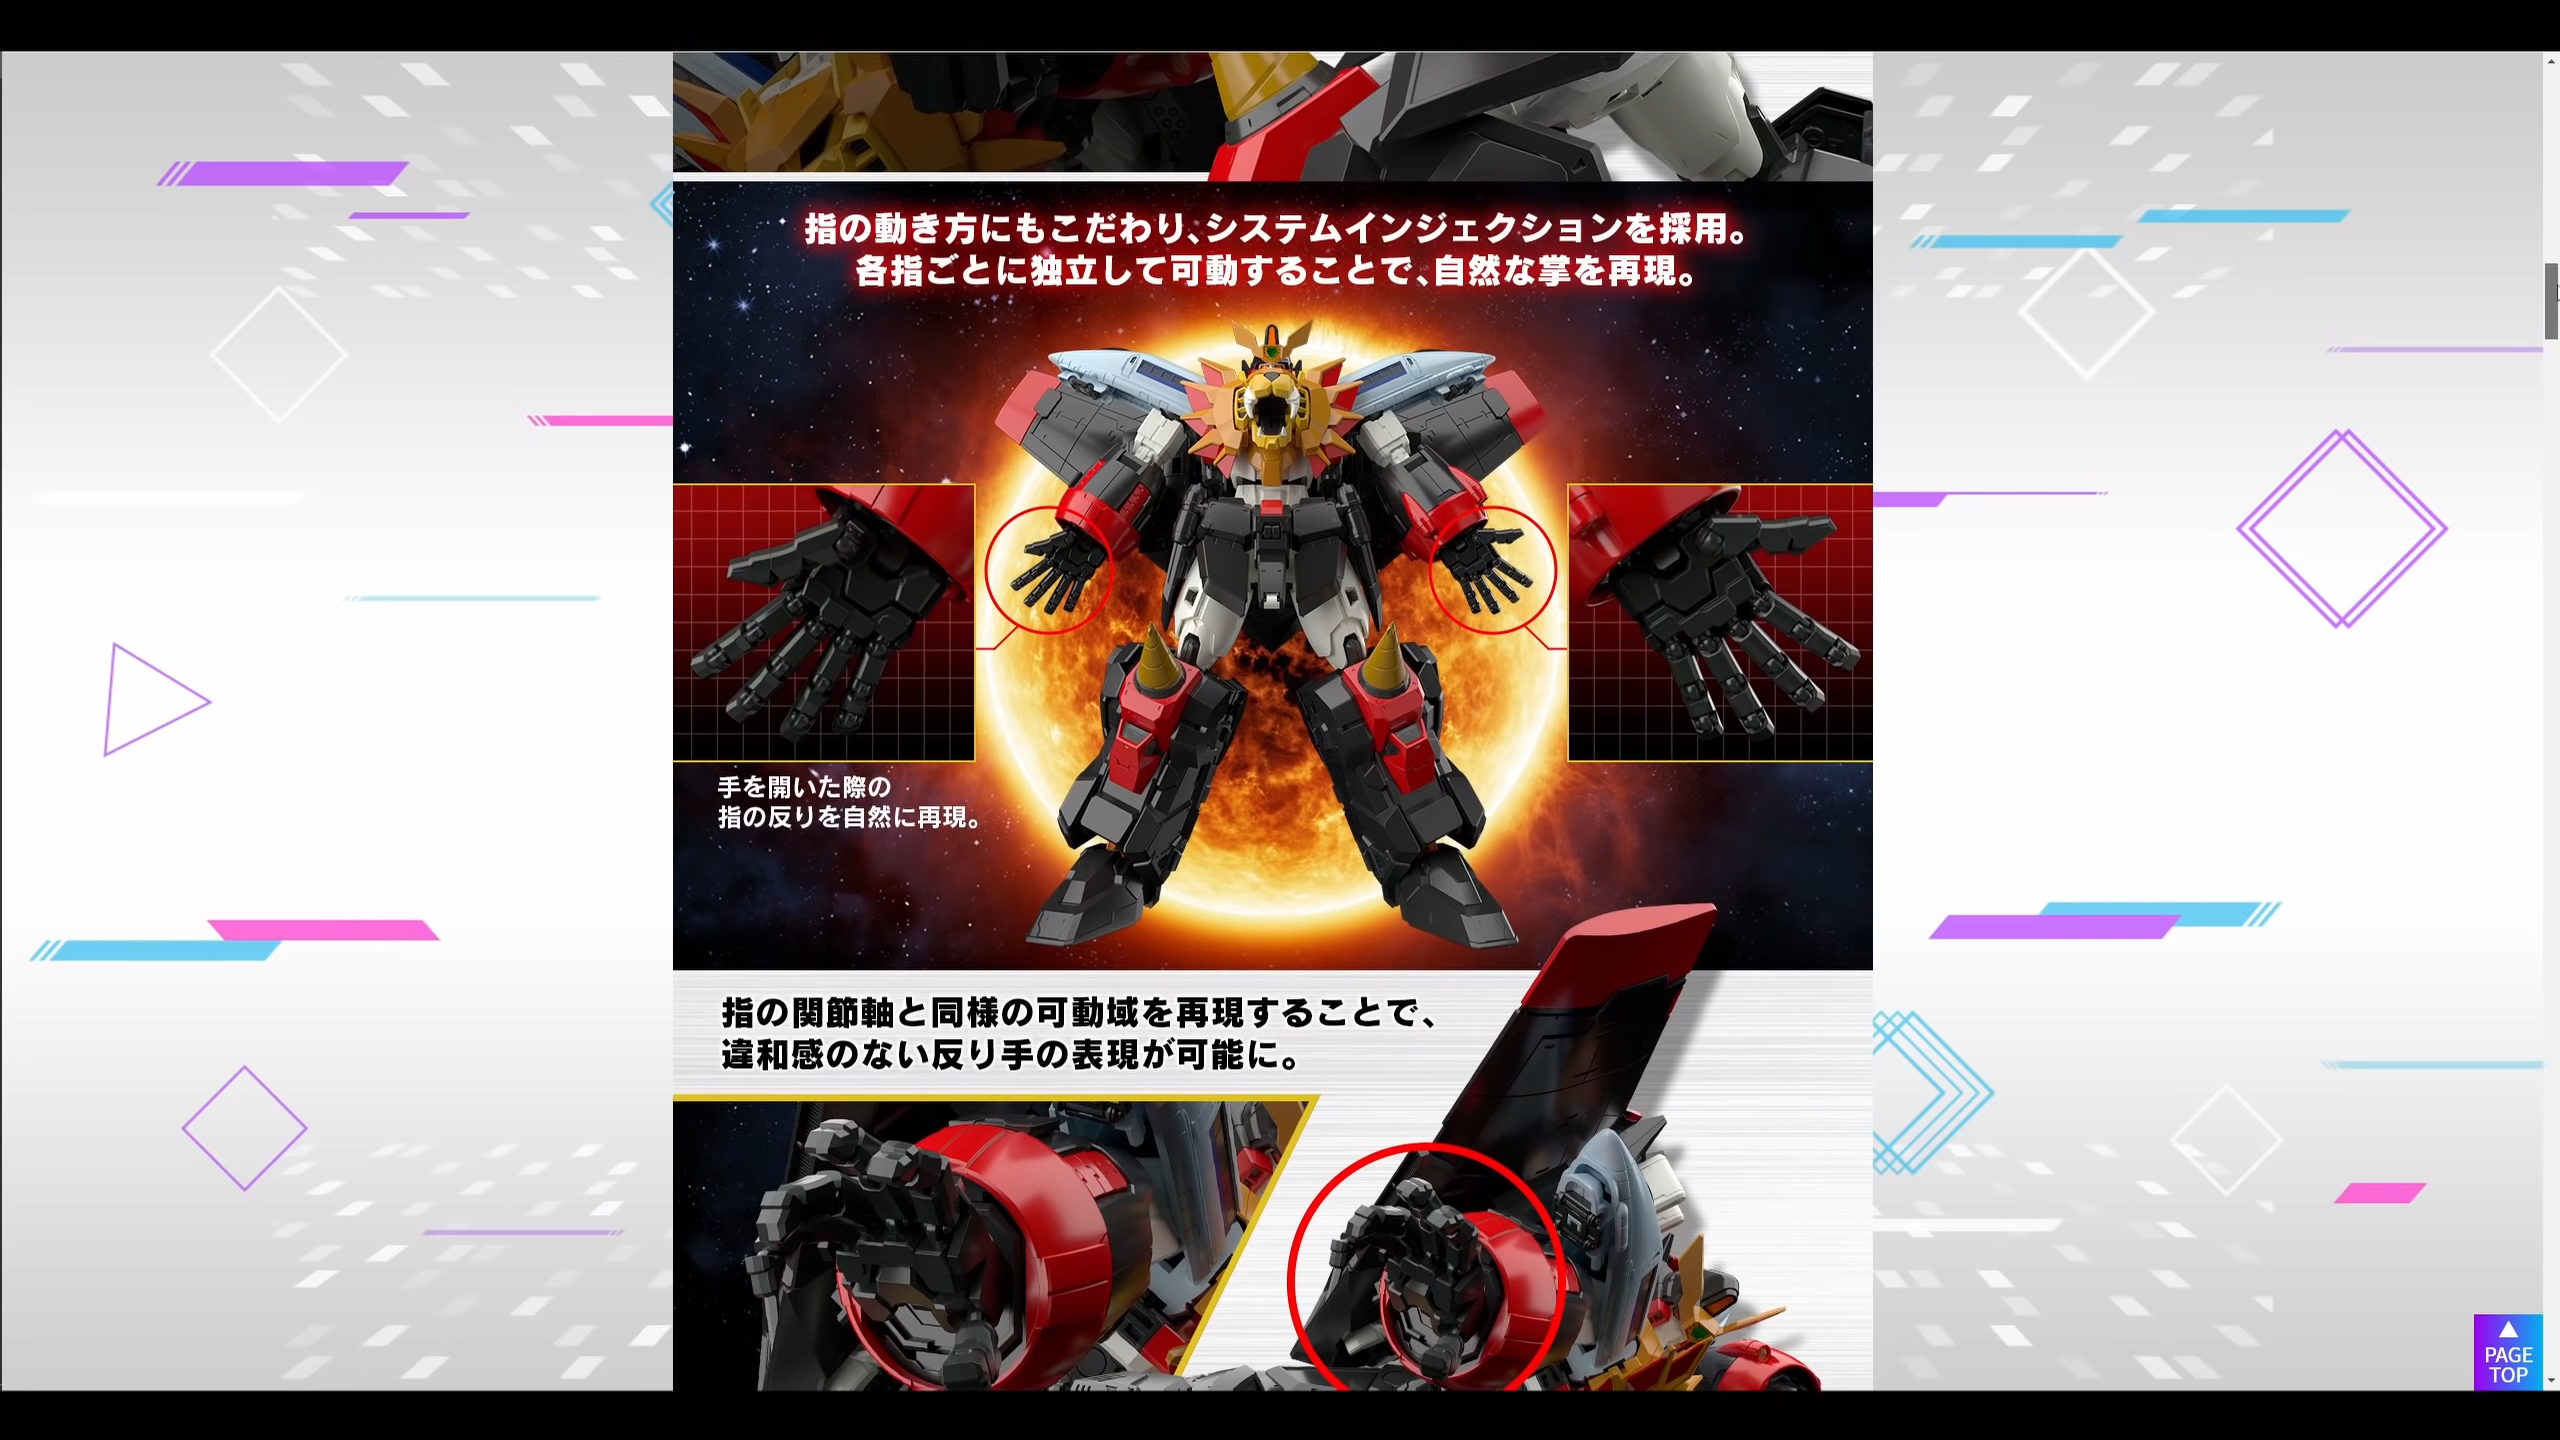 指の動き方にもこだわり、システムインジェクションを採用。
各指ごとに独立して可動することで、自然な掌を再現。
手を開いた際の
指の反りを自然に再現。
指の関節軸と同様の可動域を再現することで、
違和感のない反り手の表現が可能に。
PAGE
TOP